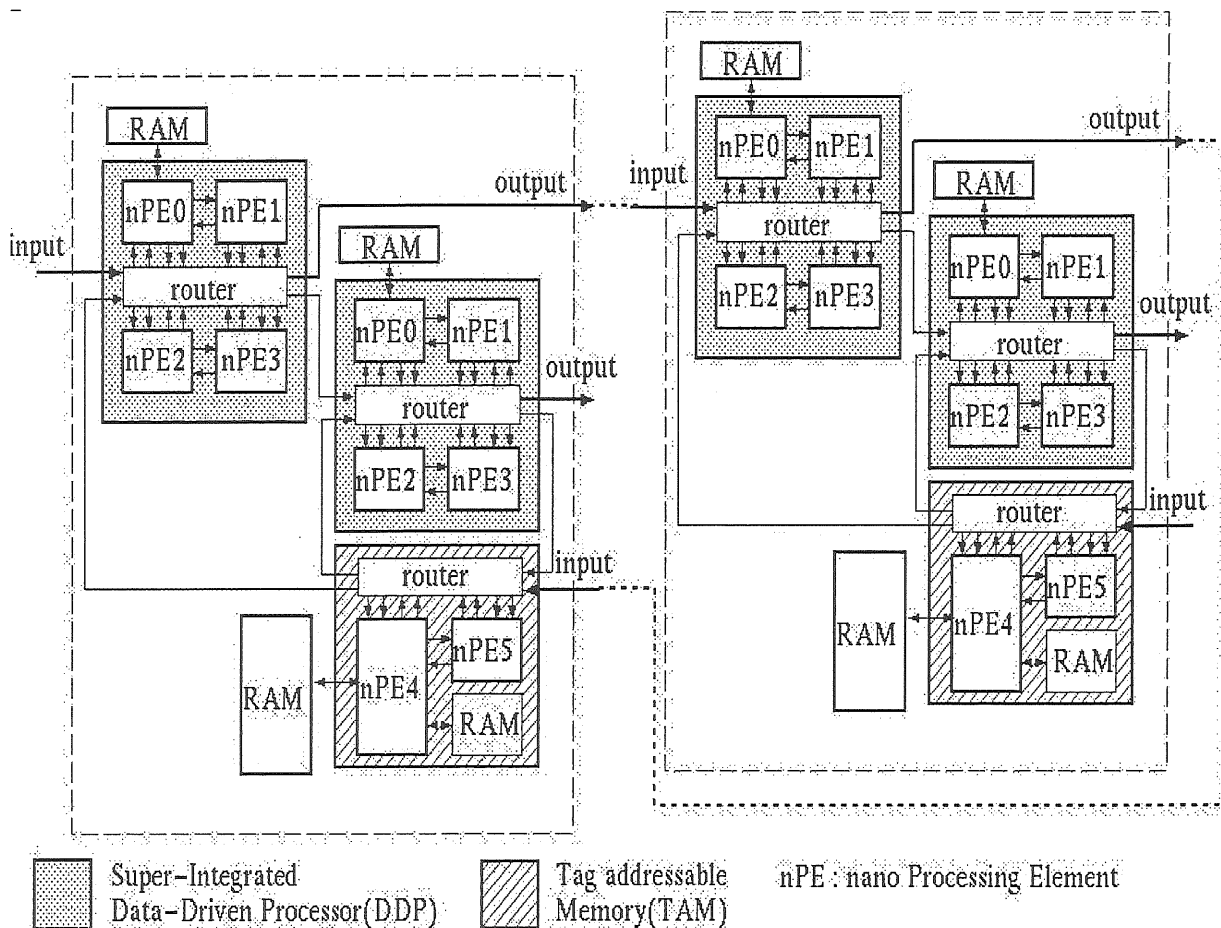 RAM
nPE0 nPE1
input
router
output
nPE2 nPE3
RAM
nPE0 nPE1
router
output
nPE2 nPE3
router
input
nPE4
nPE5
RAM
RAM
RAM
nPE0 nPE1
input
router
output
nPE2 nPE3
RAM
nPE0 nPE1
router
output
nPE2 nPE3
router
input
nPE4
nPE5
RAM
RAM
Super-Integrated
Data-Driven Processor(DDP)
Tag addressable
Memory(TAM)
nPE : nano Processing Element